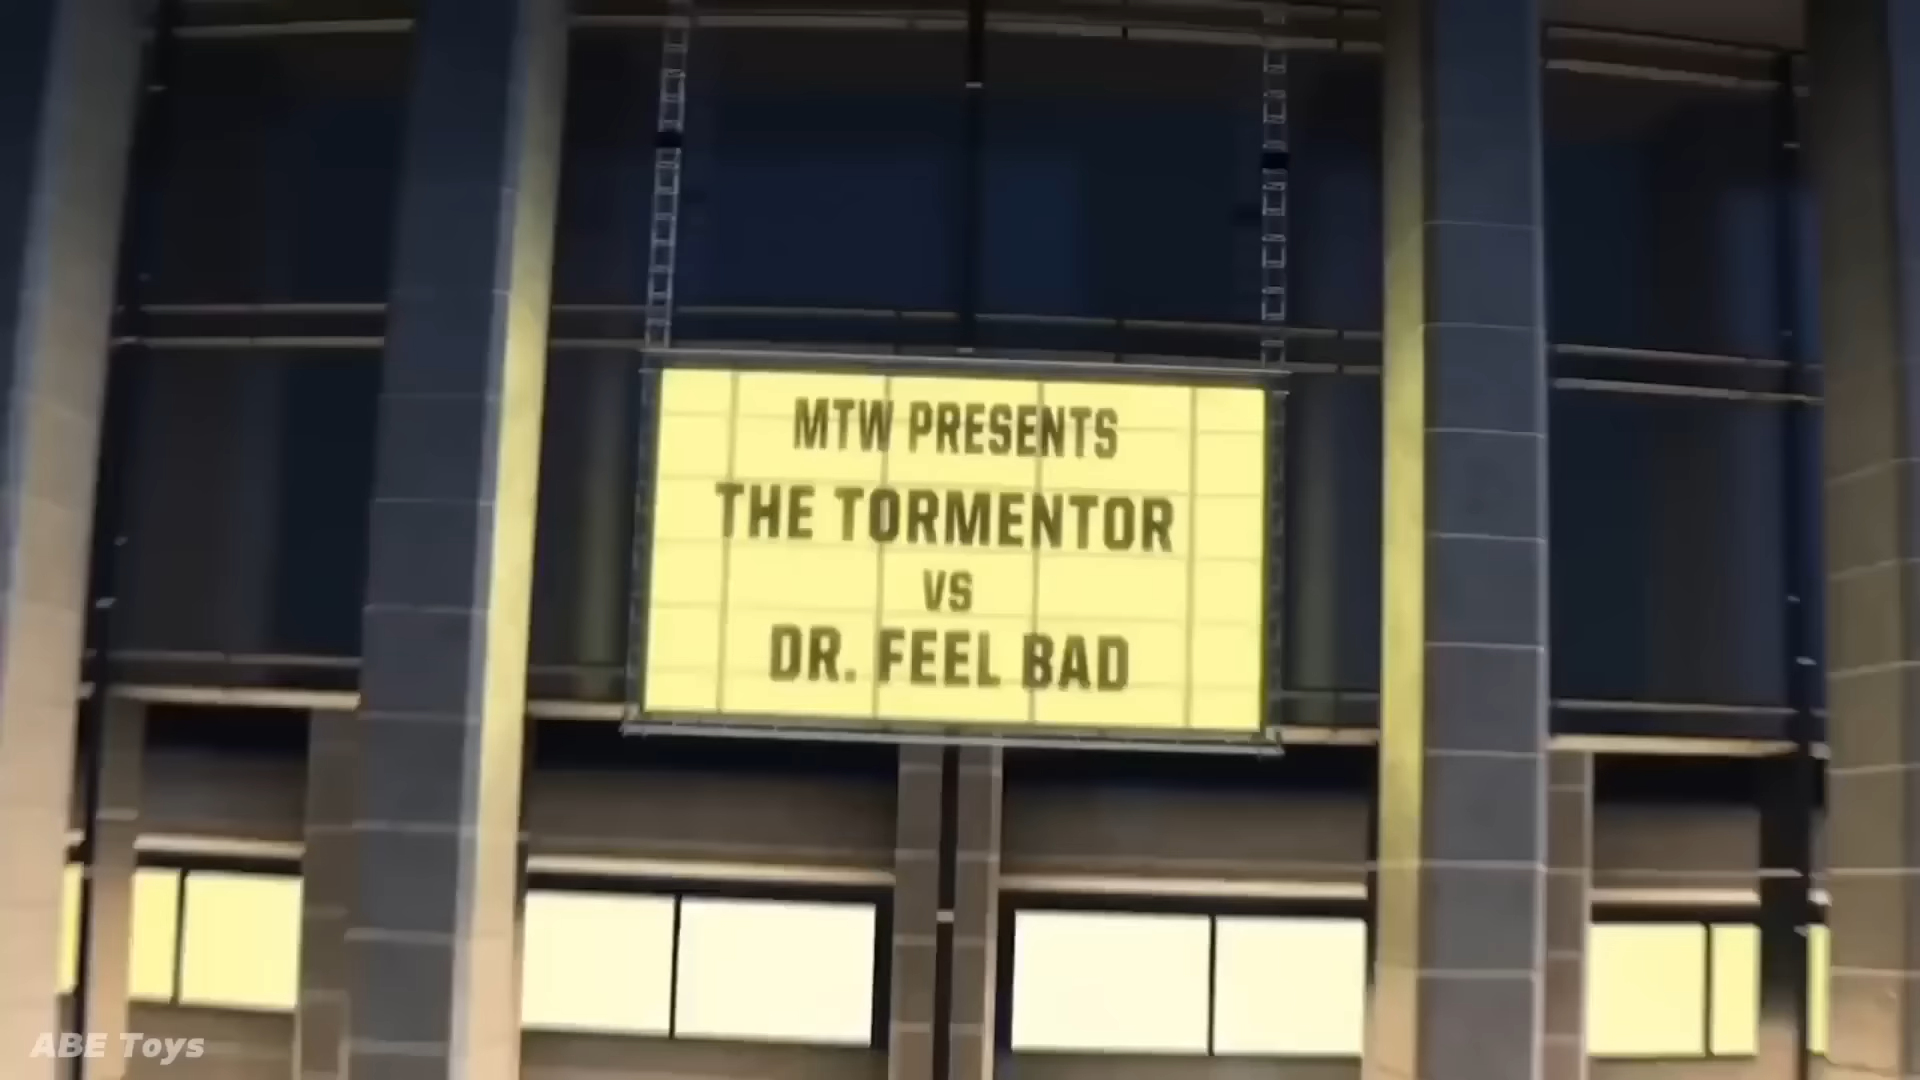 MTW PRESENTS
THE TORMENTOR
VS
DR. FEEL BAD
ABE Toys